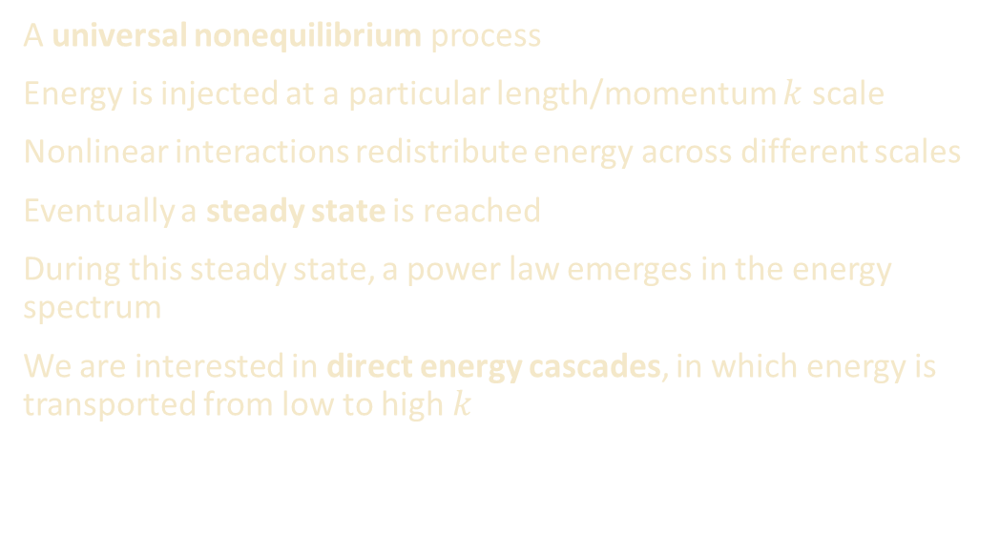 A universal nonequilibrium process
Energy is injected at a particular length/momentum k scale
Nonlinear interactions redistribute energy across different scales
Eventually a steady state is reached
During this steady state, a power law emerges in the energy
spectrum
We are interested in direct energy cascades, in which energy is
transported from low to high k